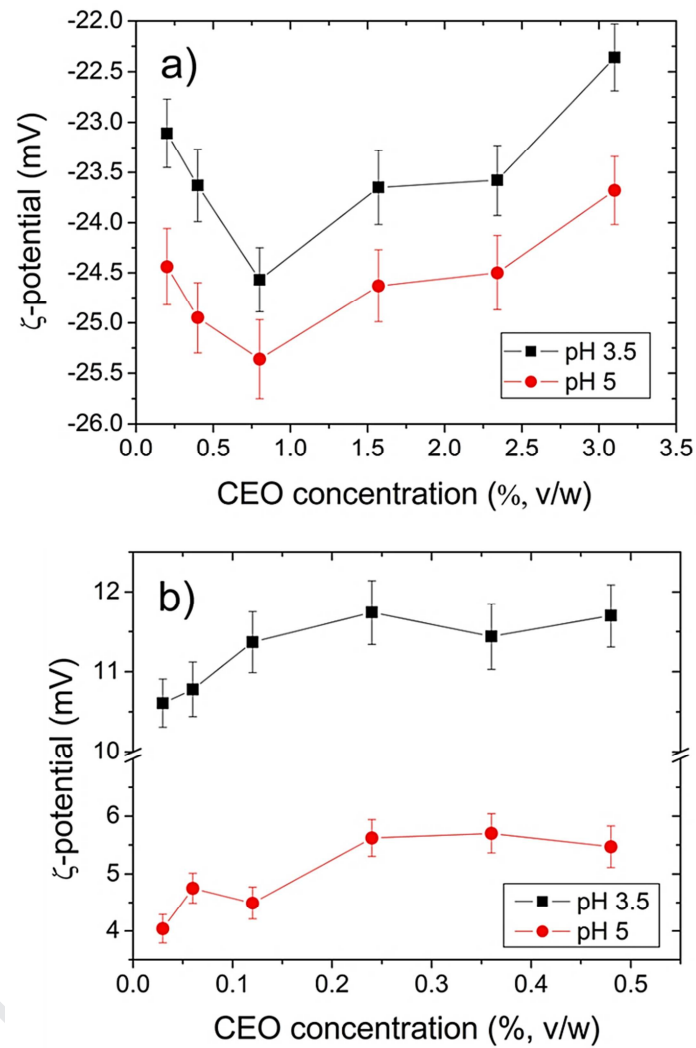 a)
-22.0
-22.5
-23.0
-23.5
-24.0
-24.5
-25.0
-25.5
-26.0
ζ-potential (mV)
pH 3.5
pH 5
0.0 0.5 1.0 1.5 2.0 2.5 3.0 3.5
CEO concentration (%, v/w)
b)
12
11
10
6
5
4
ζ-potential (mV)
pH 3.5
pH 5
0.0 0.1 0.2 0.3 0.4 0.5
CEO concentration (%, v/w)